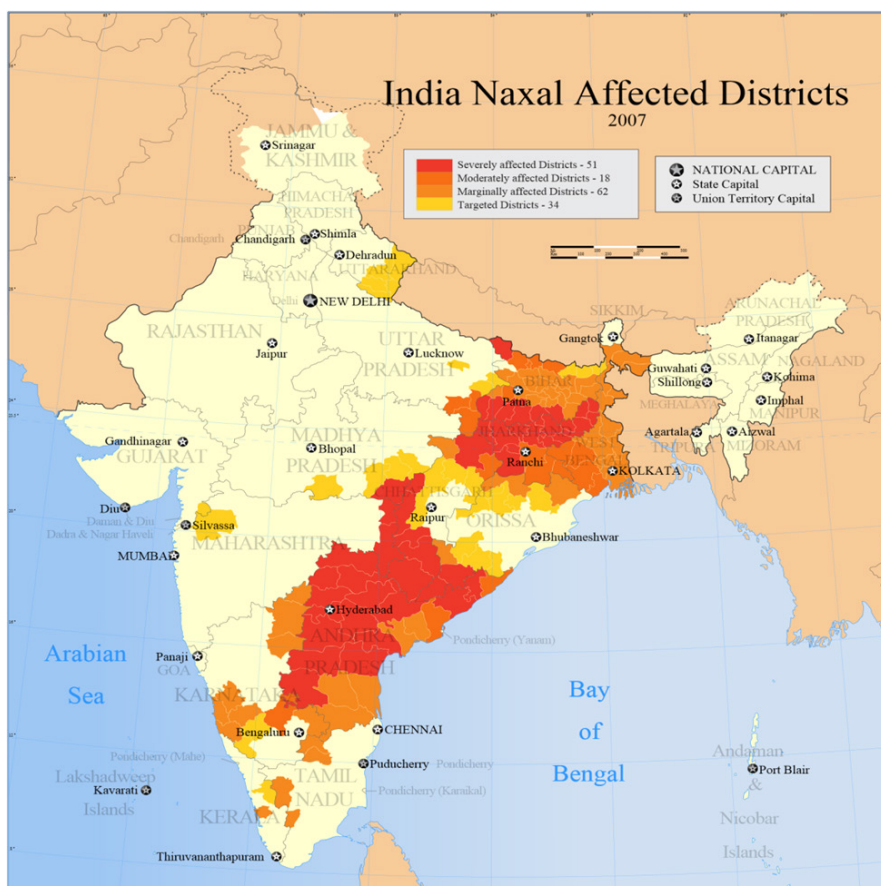 India Naxal Affected Districts
2007
Severely affected Districts - 51
Moderately affected Districts - 18
Marginally affected Districts - 62
Targeted Districts - 34
NATIONAL CAPITAL
State Capital
Union Territory Capital
JAMMU &
KASHMIR
Srinagar
HIMACHAL
PRADESH
PUNJAB
Shimla
Chandigarh
Chandigarh
Dehradun
UTTARAKHAND
HARYANA
Delhi
NEW DELHI
RAJASTHAN
Jaipur
UTTAR
PRADESH
Lucknow
SIKKIM
Gangtok
ARUNACHAL
PRADESH
Itanagar
ASSAM
NAGALAND
Guwahati
Shillong
Kohima
MEGHALAYA
Imphal
MANIPUR
Agartala
TRIPURA
Aizwal
MIZORAM
BIHAR
Patna
JHARKHAND
Ranchi
WEST
BENGAL
KOLKATA
Gandhinagar
GUJARAT
MADHYA
PRADESH
Bhopal
CHHATTISGARH
Raipur
ORISSA
Bhubaneshwar
Diu
Daman & Diu
Dadra & Nagar Haveli
Silvassa
MAHARASHTRA
MUMBAI
Hyderabad
ANDHRA
PRADESH
Pondicherry (Yanam)
Arabian
Sea
Panaji
GOA
KARNATAKA
Bengaluru
CHENNAI
Bay
of
Bengal
Pondicherry (Mahe)
Puducherry
Pondicherry
Lakshadweep
Islands
Kavarati
TAMIL
NADU
Pondicherry (Karaikal)
KERALA
Thiruvananthapuram
Andaman
&
Nicobar
Islands
Port Blair